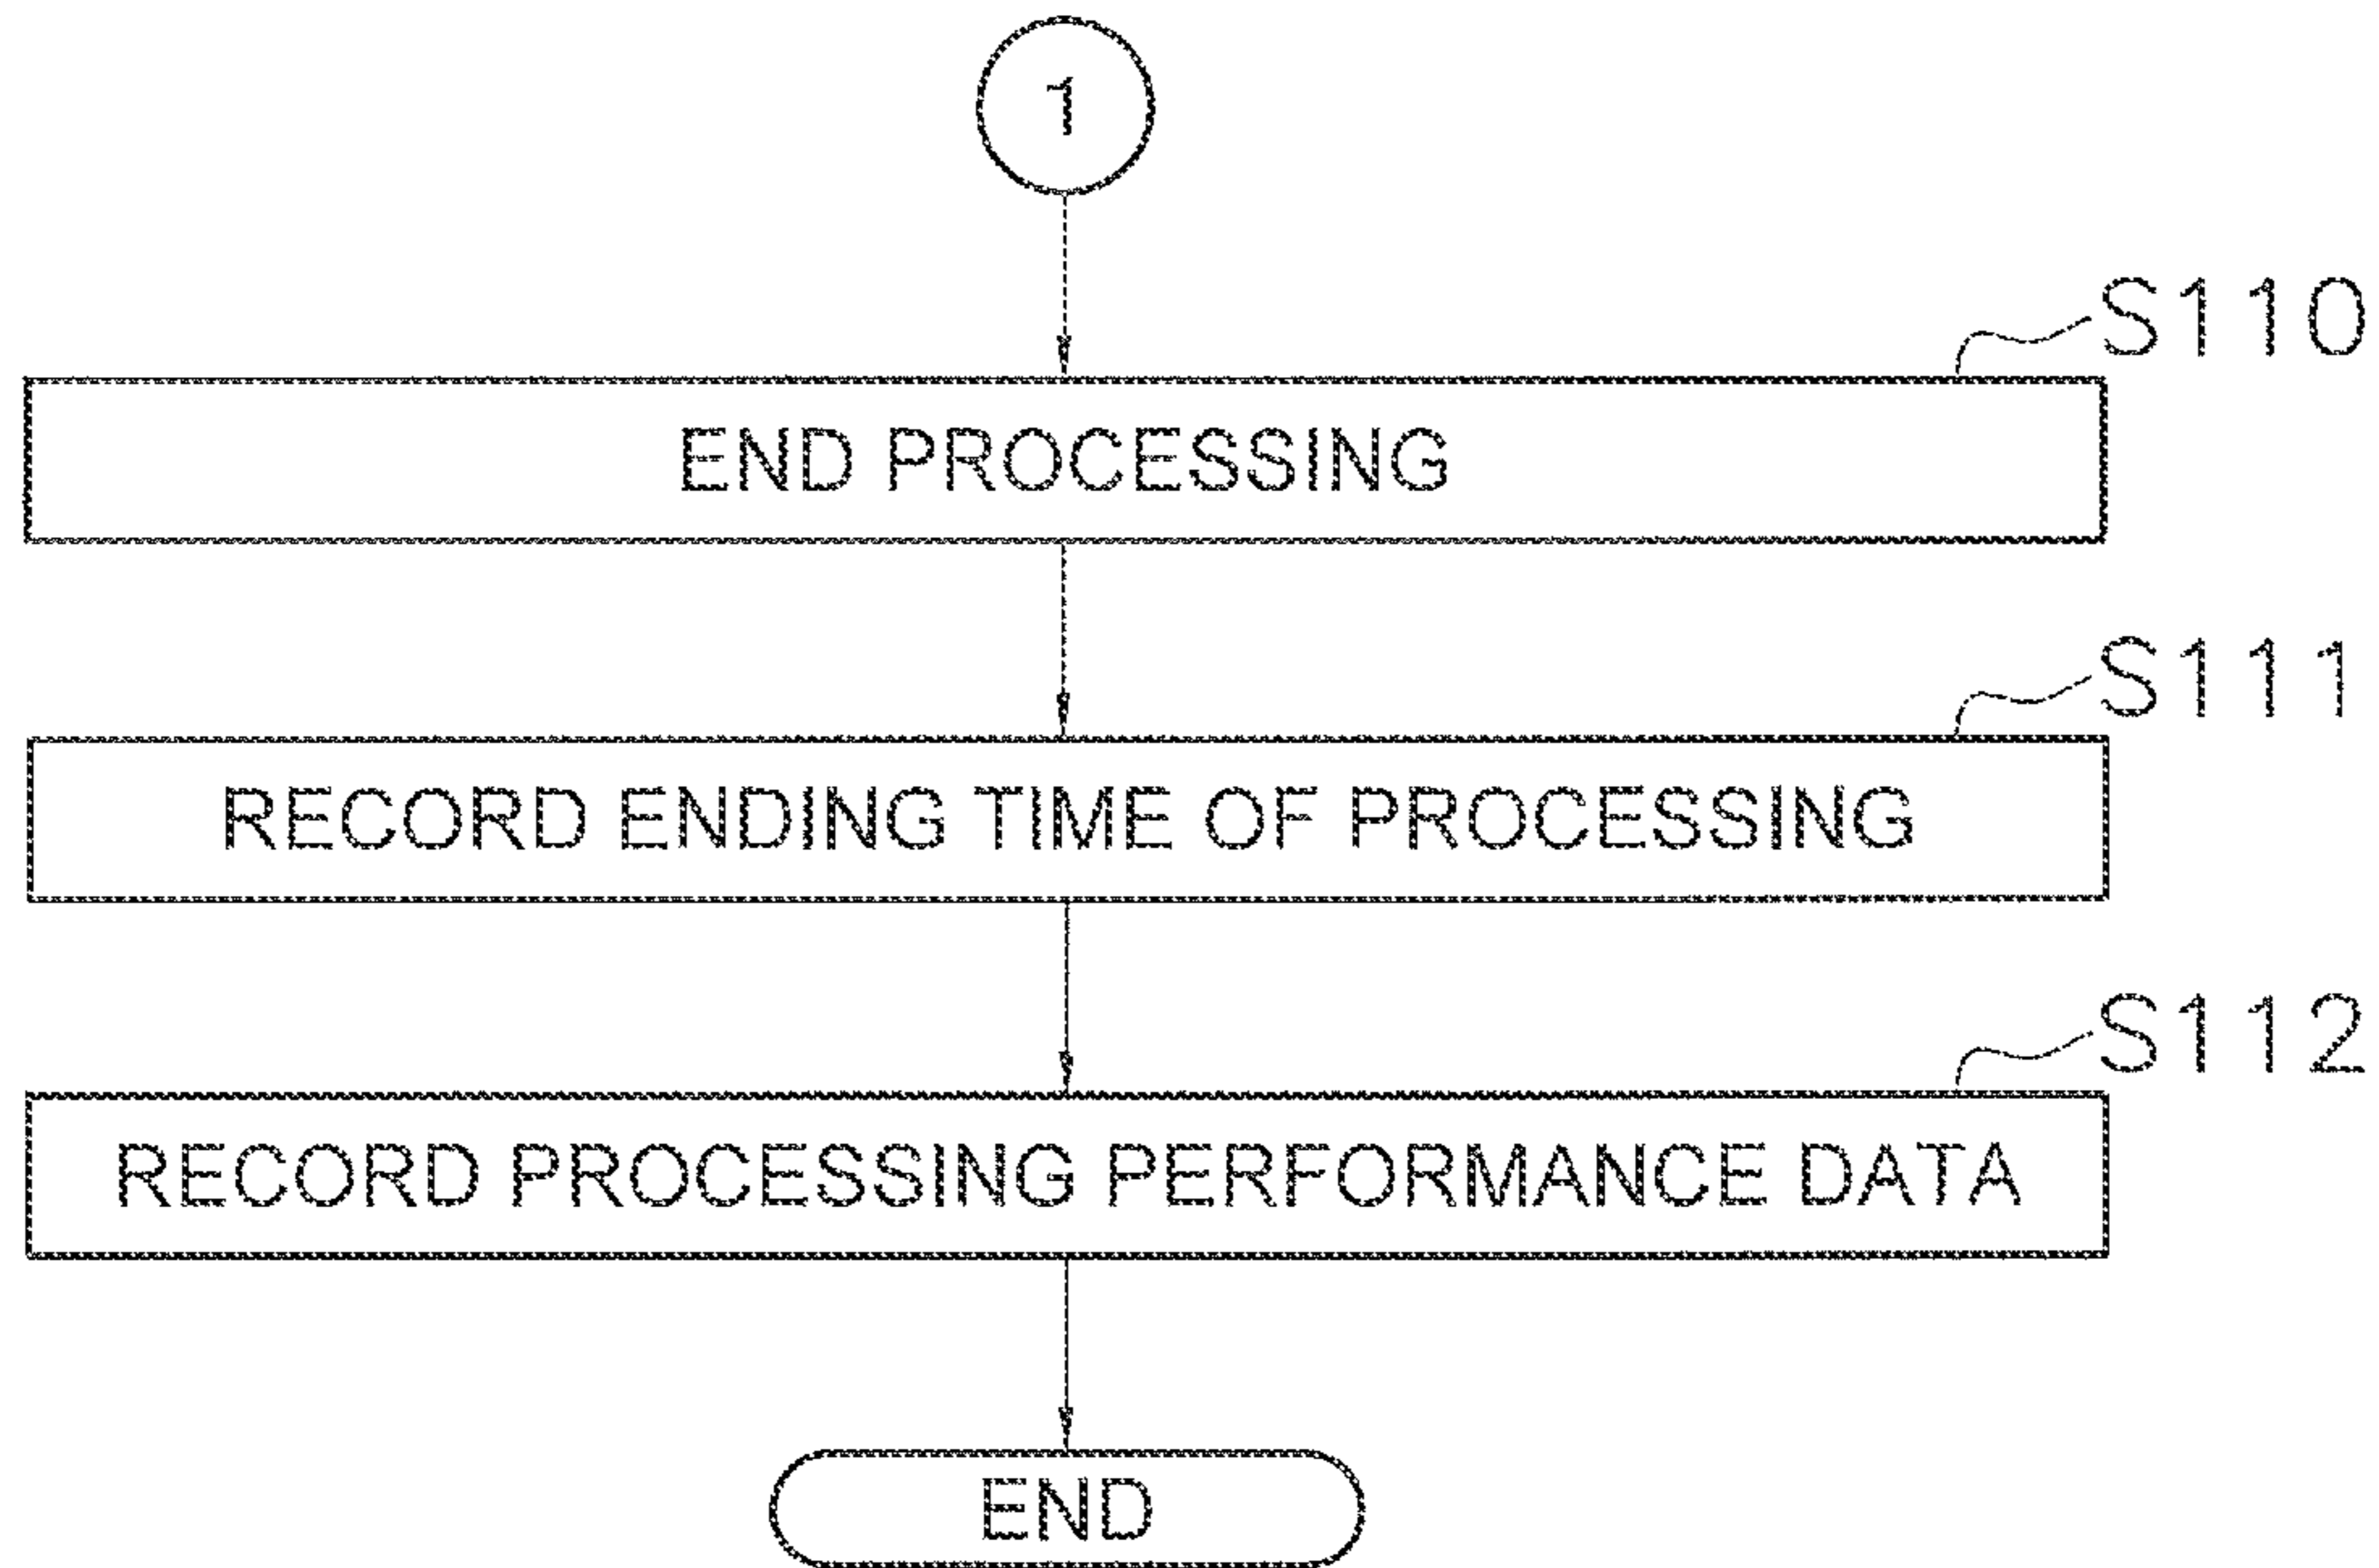 1
S110
END PROCESSING
S111
RECORD ENDING TIME OF PROCESSING
S112
RECORD PROCESSING PERFORMANCE DATA
END